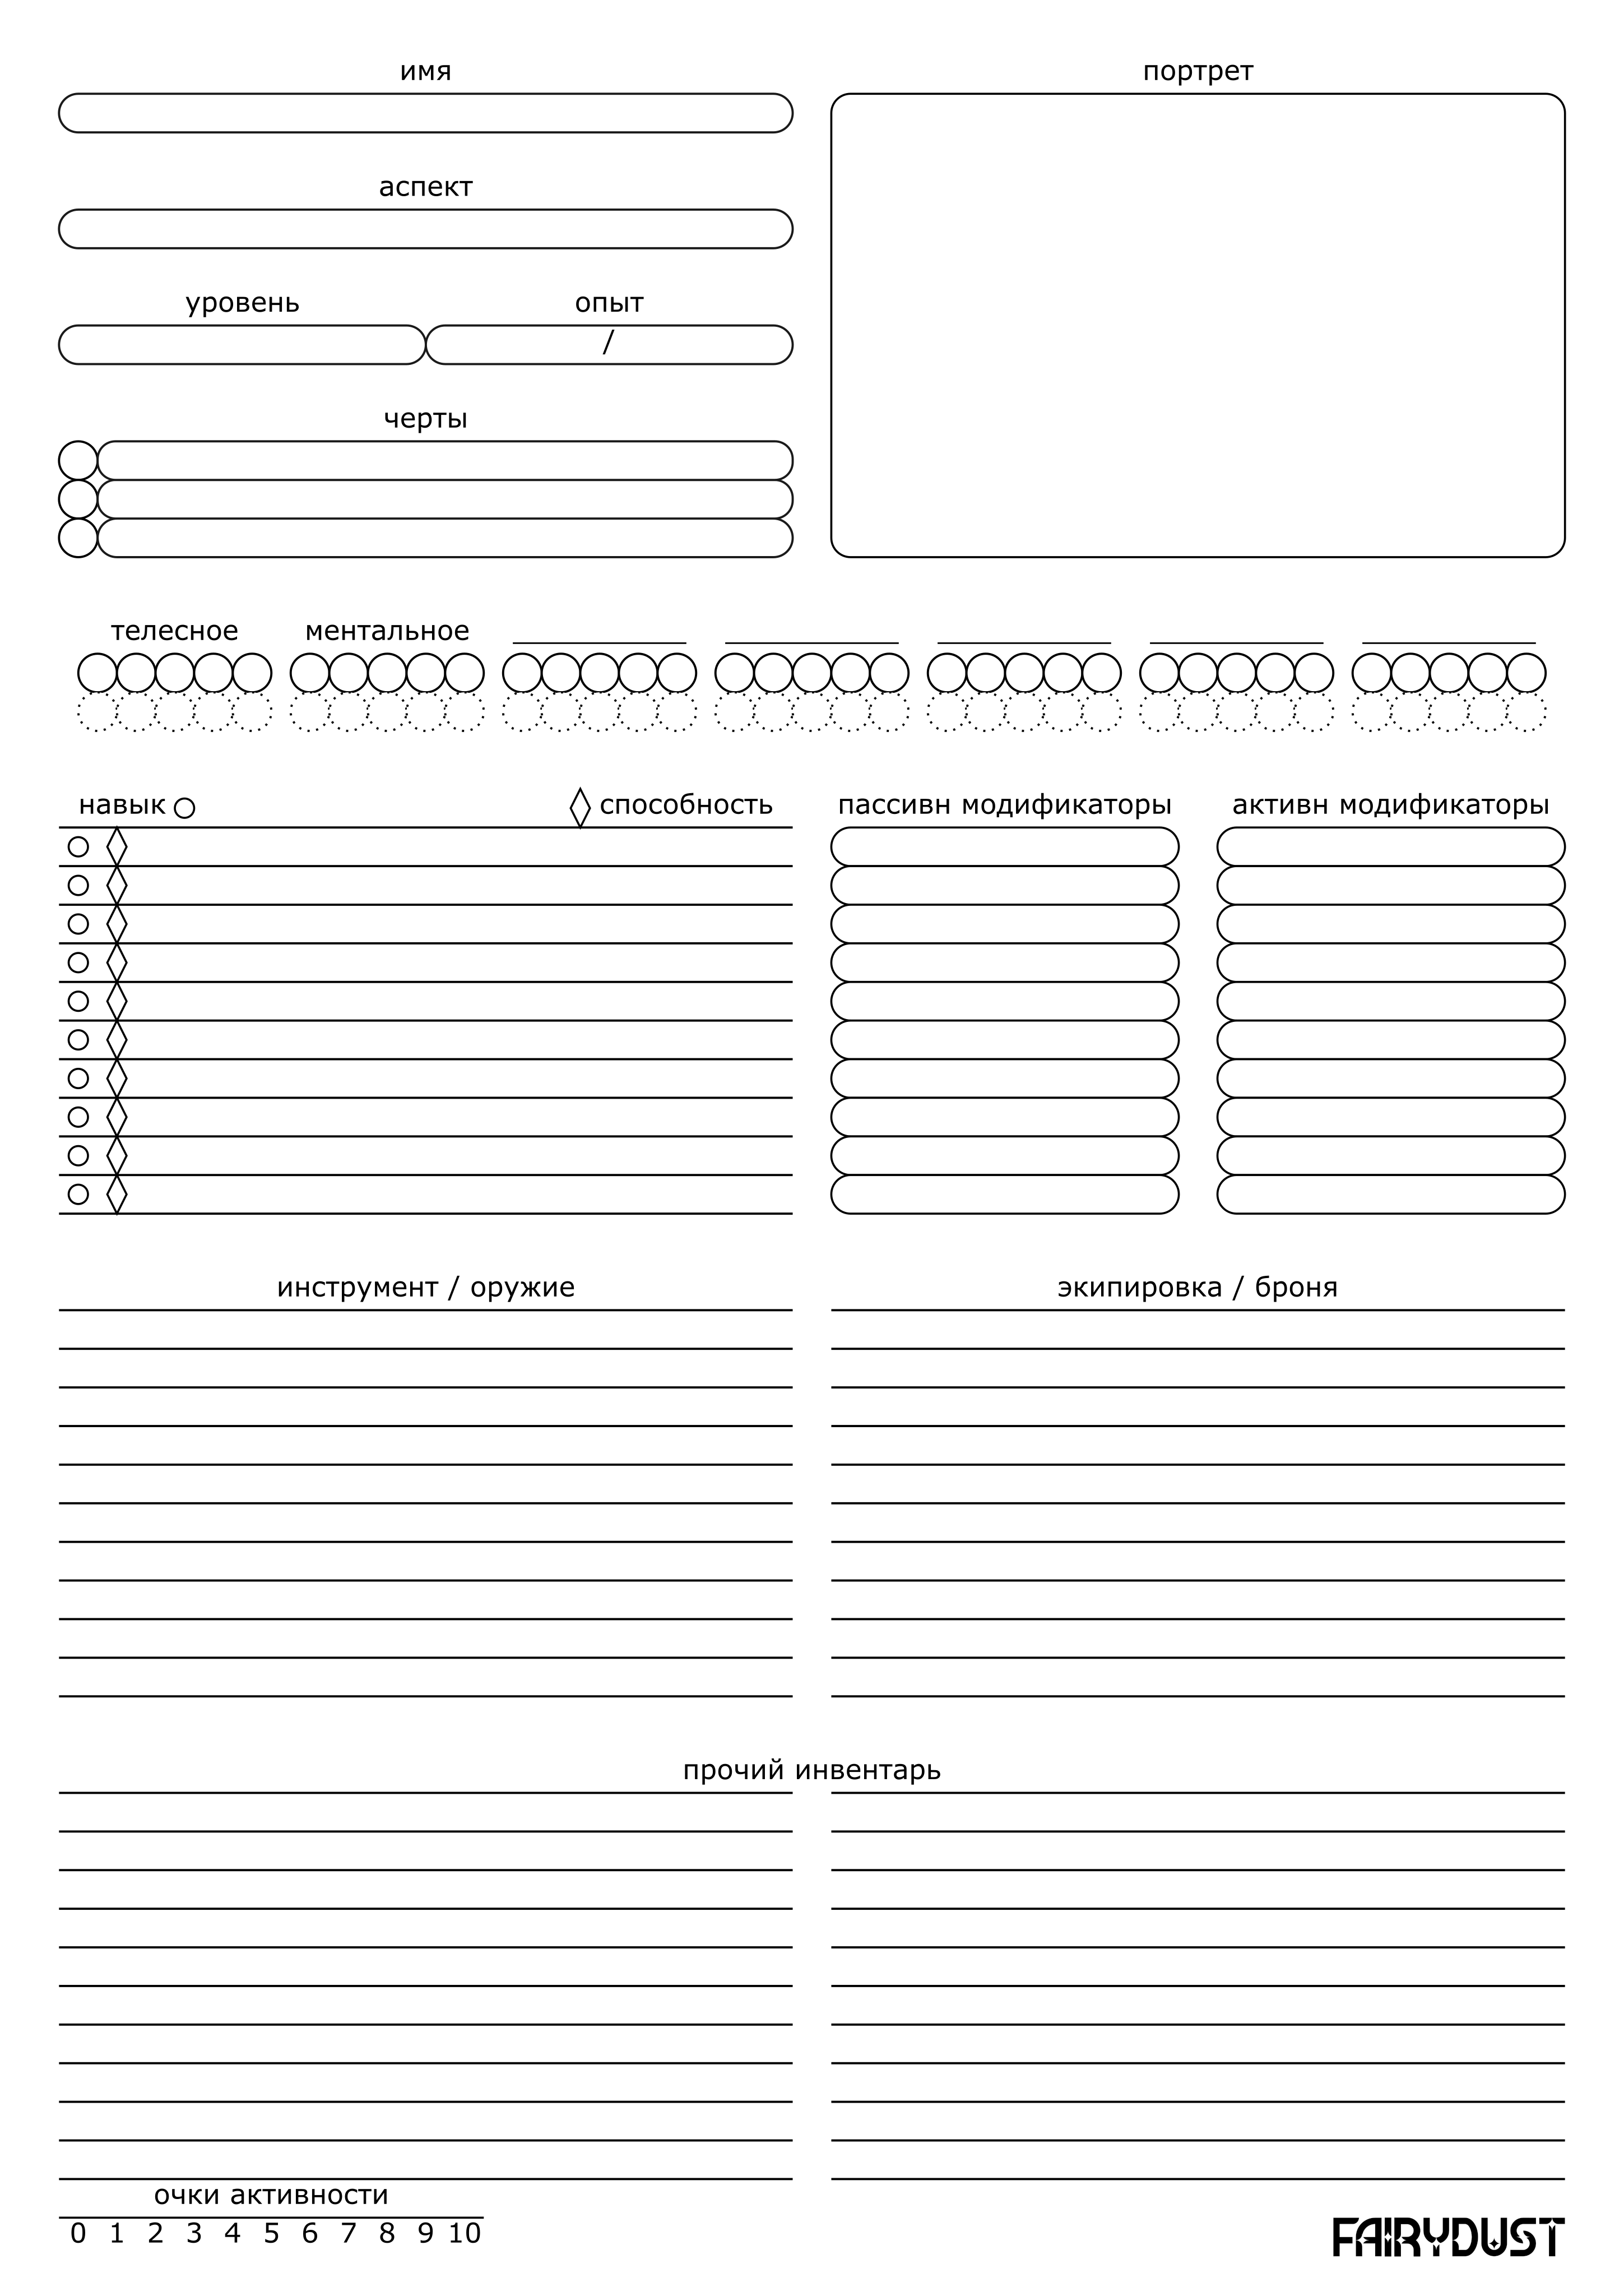 имя
портрет
аспект
уровень
опыт
/
черты
телесное
ментальное
навык
способность
пассивн модификаторы
активн модификаторы
инструмент / оружие
экипировка / броня
прочий инвентарь
очки активности
0 1 2 3 4 5 6 7 8 9 10
FAIRYDUST